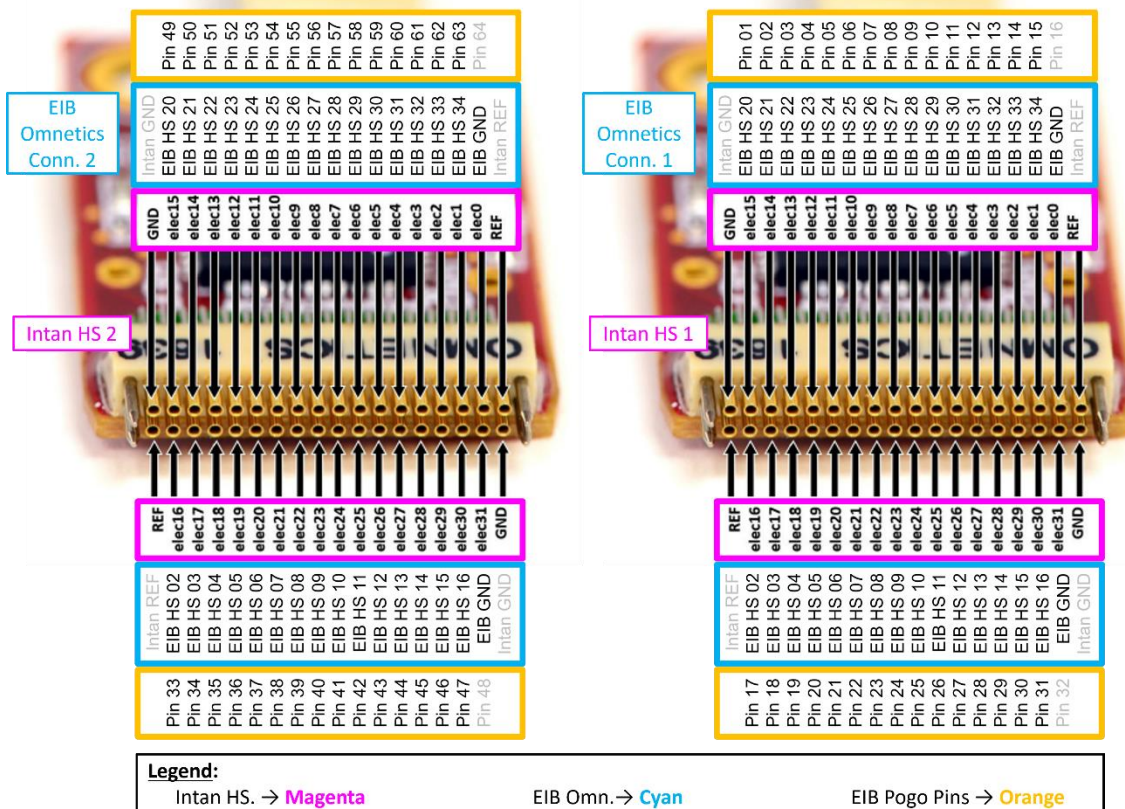 Pin 49 Pin 50 Pin 51 Pin 52 Pin 53 Pin 54 Pin 55 Pin 56 Pin 57 Pin 58 Pin 59 Pin 60 Pin 61 Pin 62 Pin 63 Pin 64
EIB
Omnetics
Conn. 2
Intan GND EIB HS 20 EIB HS 21 EIB HS 22 EIB HS 23 EIB HS 24 EIB HS 25 EIB HS 26 EIB HS 27 EIB HS 28 EIB HS 29 EIB HS 30 EIB HS 31 EIB HS 32 EIB HS 33 EIB HS 34 EIB GND Intan REF
GND elec15 elec14 elec13 elec12 elec11 elec10 elec9 elec8 elec7 elec6 elec5 elec4 elec3 elec2 elec1 elec0 REF
Intan HS 2
REF elec16 elec17 elec18 elec19 elec20 elec21 elec22 elec23 elec24 elec25 elec26 elec27 elec28 elec29 elec30 elec31 GND
Intan REF EIB HS 02 EIB HS 03 EIB HS 04 EIB HS 05 EIB HS 06 EIB HS 07 EIB HS 08 EIB HS 09 EIB HS 10 EIB HS 11 EIB HS 12 EIB HS 13 EIB HS 14 EIB HS 15 EIB HS 16 EIB GND Intan GND
Pin 33 Pin 34 Pin 35 Pin 36 Pin 37 Pin 38 Pin 39 Pin 40 Pin 41 Pin 42 Pin 43 Pin 44 Pin 45 Pin 46 Pin 47 Pin 48
Pin 01 Pin 02 Pin 03 Pin 04 Pin 05 Pin 06 Pin 07 Pin 08 Pin 09 Pin 10 Pin 11 Pin 12 Pin 13 Pin 14 Pin 15 Pin 16
EIB
Omnetics
Conn. 1
Intan GND EIB HS 20 EIB HS 21 EIB HS 22 EIB HS 23 EIB HS 24 EIB HS 25 EIB HS 26 EIB HS 27 EIB HS 28 EIB HS 29 EIB HS 30 EIB HS 31 EIB HS 32 EIB HS 33 EIB HS 34 EIB GND Intan REF
GND elec15 elec14 elec13 elec12 elec11 elec10 elec9 elec8 elec7 elec6 elec5 elec4 elec3 elec2 elec1 elec0 REF
Intan HS 1
REF elec16 elec17 elec18 elec19 elec20 elec21 elec22 elec23 elec24 elec25 elec26 elec27 elec28 elec29 elec30 elec31 GND
Intan REF EIB HS 02 EIB HS 03 EIB HS 04 EIB HS 05 EIB HS 06 EIB HS 07 EIB HS 08 EIB HS 09 EIB HS 10 EIB HS 11 EIB HS 12 EIB HS 13 EIB HS 14 EIB HS 15 EIB HS 16 EIB GND Intan GND
Pin 17 Pin 18 Pin 19 Pin 20 Pin 21 Pin 22 Pin 23 Pin 24 Pin 25 Pin 26 Pin 27 Pin 28 Pin 29 Pin 30 Pin 31 Pin 32
Legend:
Intan HS. → Magenta EIB Omn.→ Cyan EIB Pogo Pins → Orange